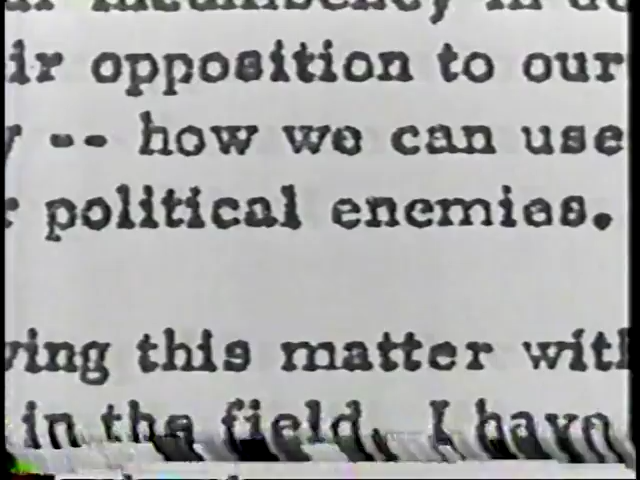 ir opposition to our
-- how we can use
political enemies.
ving this matter with
in the field. I have